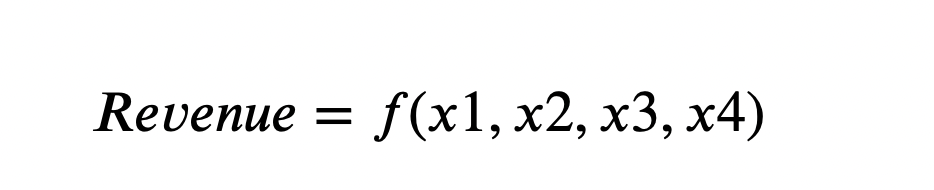 Revenue = f(x1, x2, x3, x4)